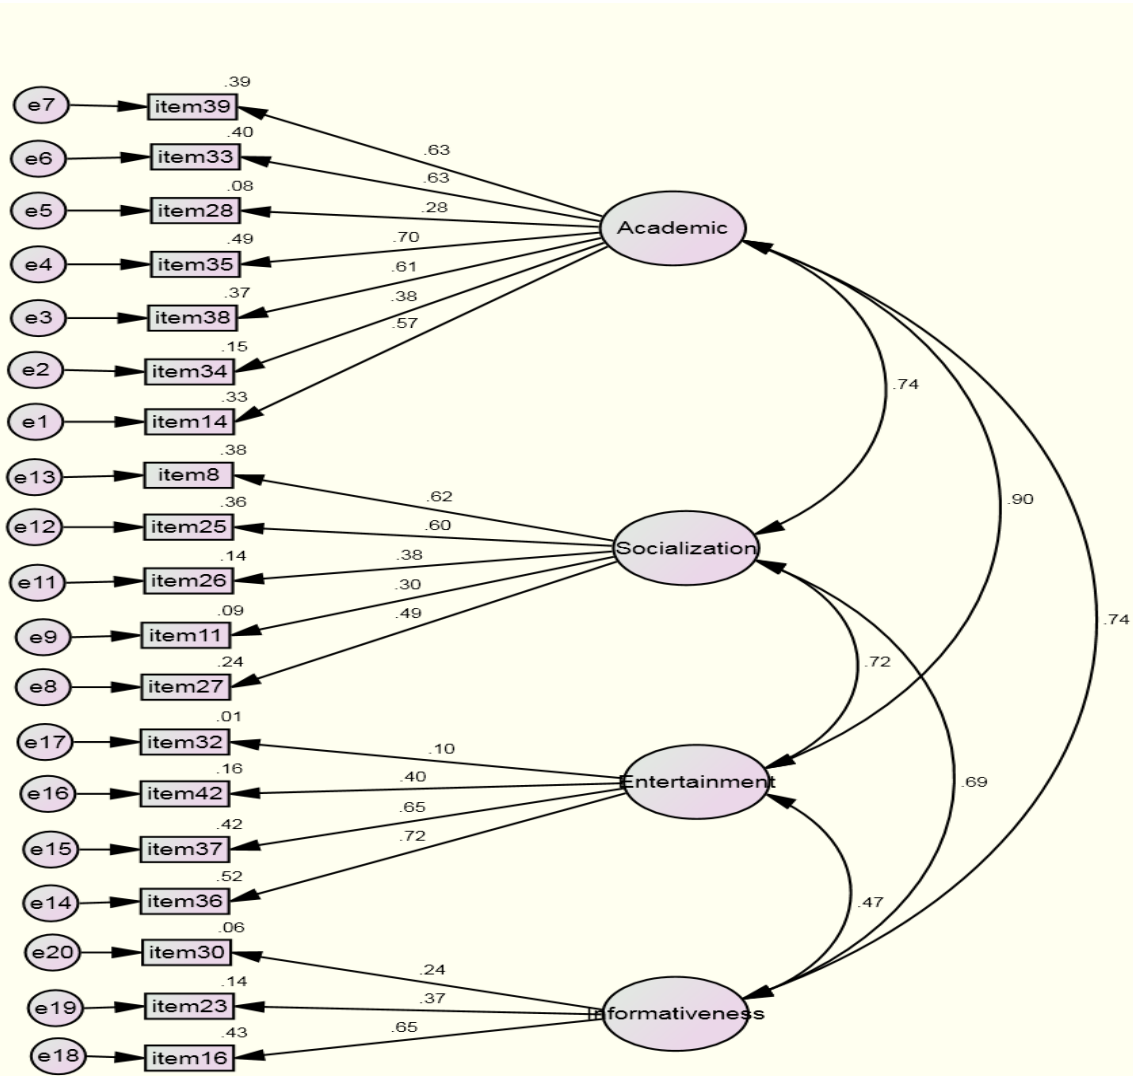 .39
e7 item39
.63
.40
e6 item33
.63
.08
e5 item28
.28
Academic
.49
e4 item35
.70
.37
e3 item38
.61
.15
e2 item34
.38
.33
e1 item14
.57
.74
.38
e13 item8
.62
.36
e12 item25
.60
.90
Socialization
.14
e11 item26
.38
.09
e9 item11
.30
.74
.24
e8 item27
.49
.72
.01
e17 item32
.10
.16
e16 item42
.40
Entertainment
.69
.42
e15 item37
.65
.52
e14 item36
.72
.47
.06
e20 item30
.24
.14
e19 item23
.37
Informativeness
.43
e18 item16
.65